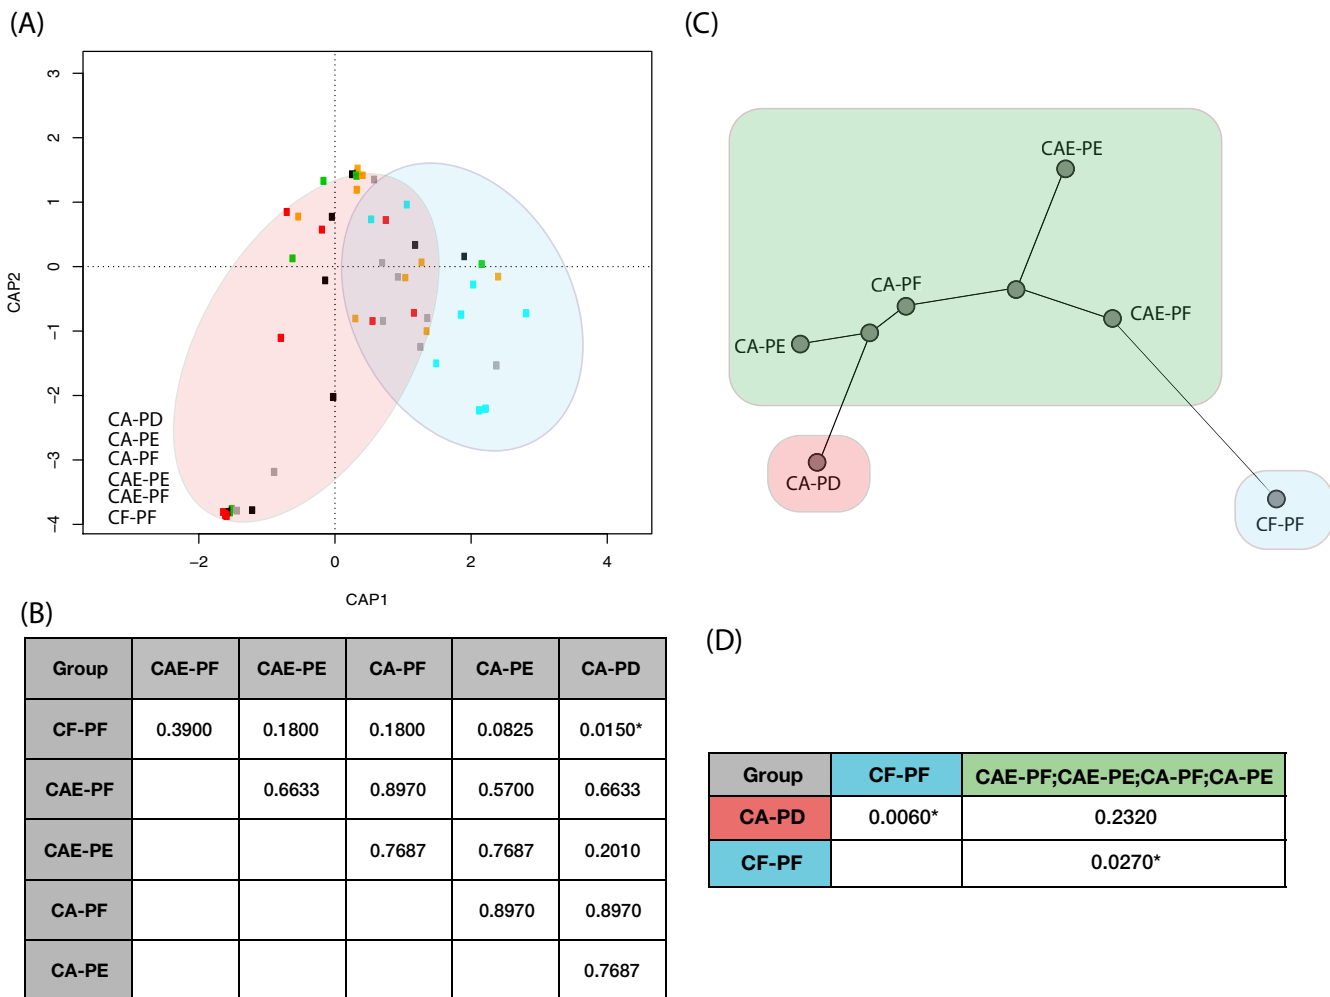 (A)
3
2
1
0
−1
−2
−3
−4
CAP2
CA-PD
CA-PE
CA-PF
CAE-PE
CAE-PF
CF-PF
−2 0 2 4
CAP1
(C)
CAE-PE
CA-PF
CAE-PF
CA-PE
CA-PD
CF-PF
(B)
Group CAE-PF CAE-PE CA-PF CA-PE CA-PD
CF-PF 0.3900 0.1800 0.1800 0.0825 0.0150*
CAE-PF 0.6633 0.8970 0.5700 0.6633
CAE-PE 0.7687 0.7687 0.2010
CA-PF 0.8970 0.8970
CA-PE 0.7687
(D)
Group CF-PF CAE-PF;CAE-PE;CA-PF;CA-PE
CA-PD 0.0060* 0.2320
CF-PF 0.0270*